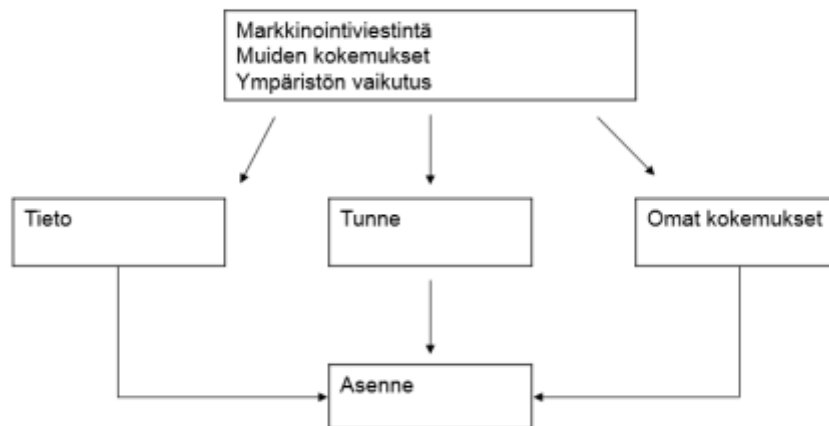 Markkinointiviestintä
Muiden kokemukset
Ympäristön vaikutus
Tieto
Tunne
Omat kokemukset
Asenne